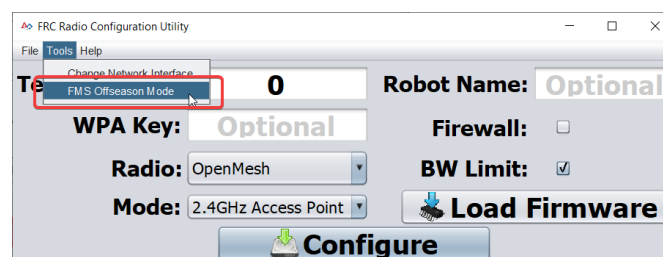 FRC Radio Configuration Utility
File Tools Help
Change Network Interface
FMS Offseason Mode
0
Robot Name: Optional
WPA Key: Optional
Firewall:
Radio: OpenMesh
BW Limit:
Mode: 2.4GHz Access Point
Load Firmware
Configure